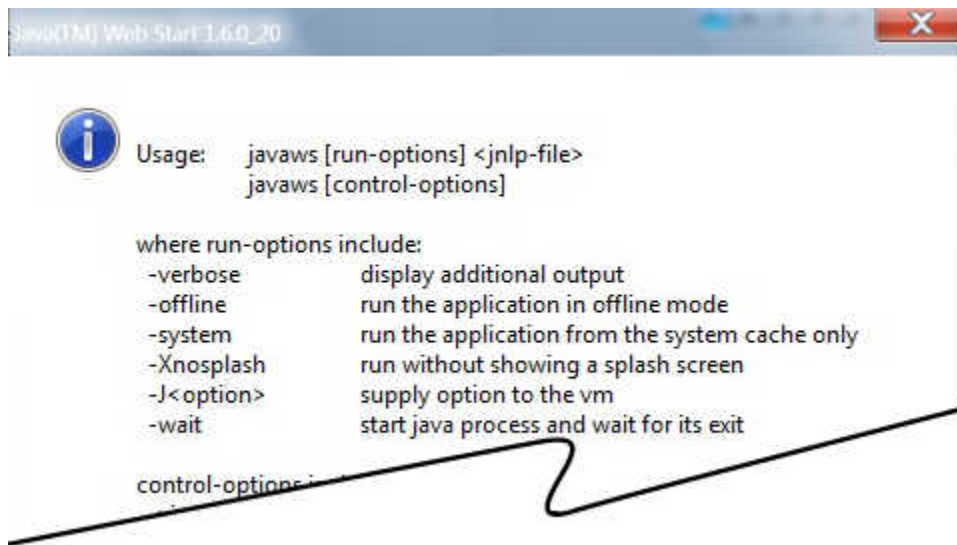 Java(TM) Web Start 1.6.0_20
Usage: javaws [run-options] <jnlp-file>
javaws [control-options]
where run-options include:
-verbose display additional output
-offline run the application in offline mode
-system run the application from the system cache only
-Xnosplash run without showing a splash screen
-J<option> supply option to the vm
-wait start java process and wait for its exit
control-options